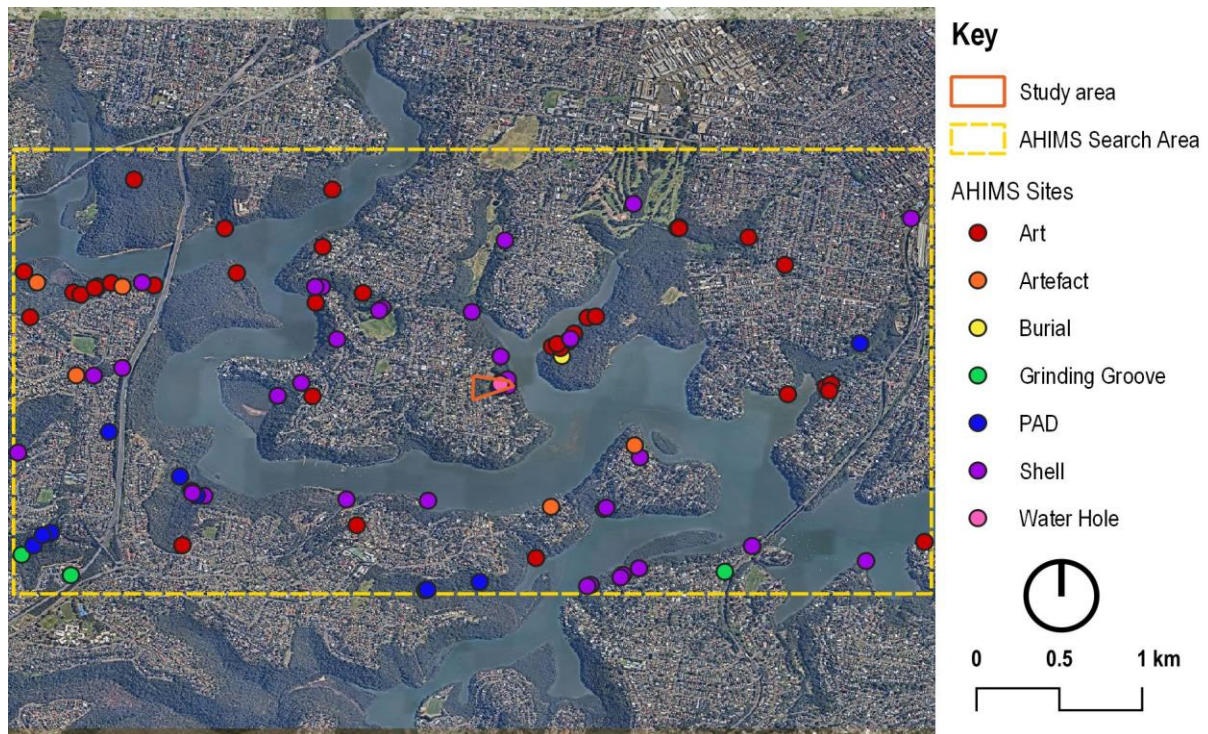 Key
Study area
AHIMS Search Area
AHIMS Sites
Art
Artefact
Burial
Grinding Groove
PAD
Shell
Water Hole
0 0.5 1 km